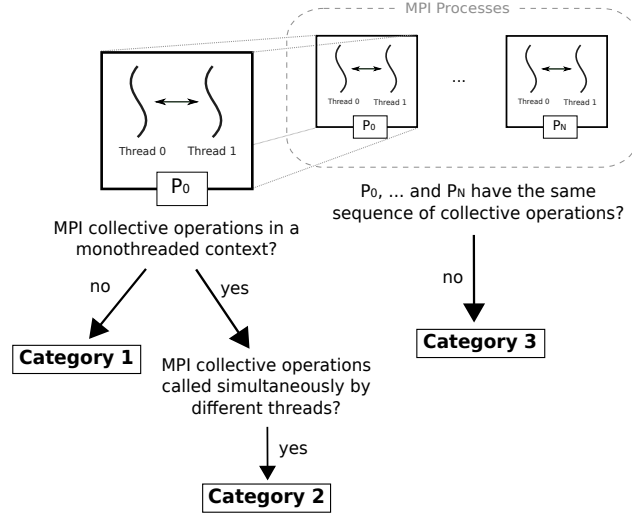 MPI Processes
Thread 0 Thread 1
P0
Thread 0 Thread 1
P0
...
Thread 0 Thread 1
PN
MPI collective operations in a
monothreaded context?
no
yes
Category 1
MPI collective operations
called simultaneously by
different threads?
yes
Category 2
P0, ... and PN have the same
sequence of collective operations?
no
Category 3